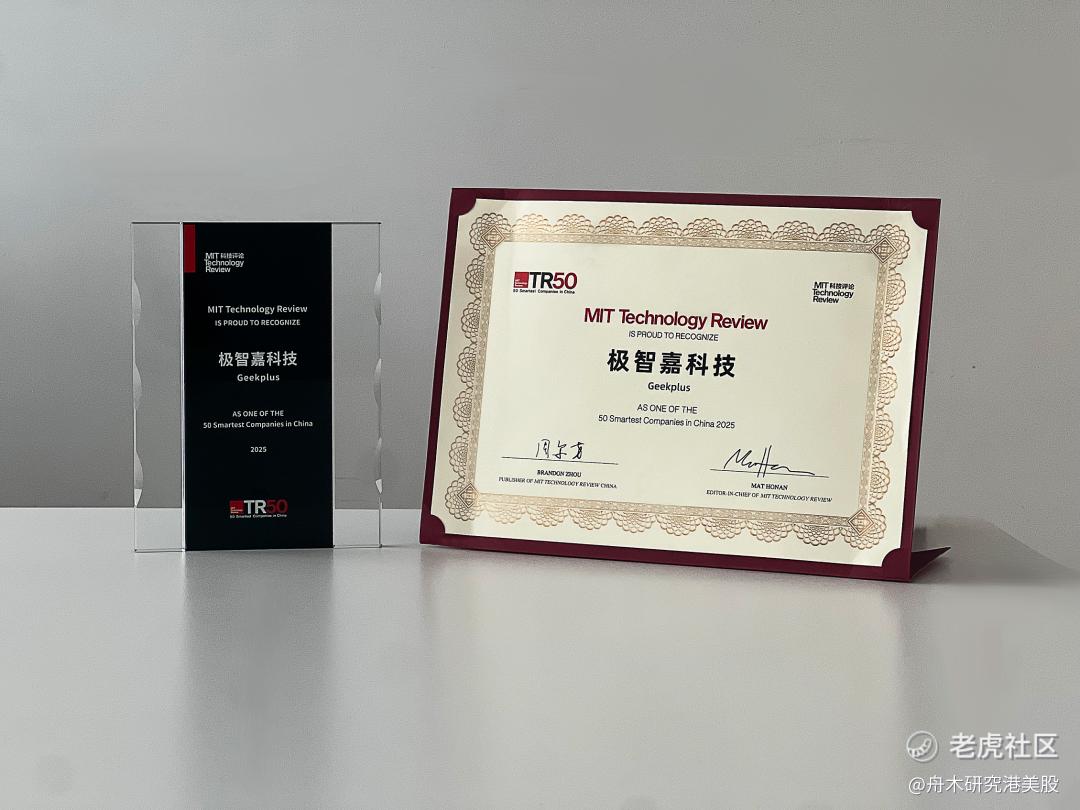 MIT 科技评论
Technology
Review
MIT Technology Review
IS PROUD TO RECOGNIZE
极智嘉科技
Geekplus
AS ONE OF THE
50 Smartest Companies in China
2025
TR50
50 Smartest Companies in China
TR50
50 Smartest Companies in China
MIT 科技评论
Technology
Review
MIT Technology Review
IS PROUD TO RECOGNIZE
极智嘉科技
Geekplus
AS ONE OF THE
50 Smartest Companies in China 2025
BRANDON ZHOU
PUBLISHER OF MIT TECHNOLOGY REVIEW CHINA
MAT HONAN
EDITOR-IN-CHIEF OF MIT TECHNOLOGY REVIEW
老虎社区
@舟木研究港美股